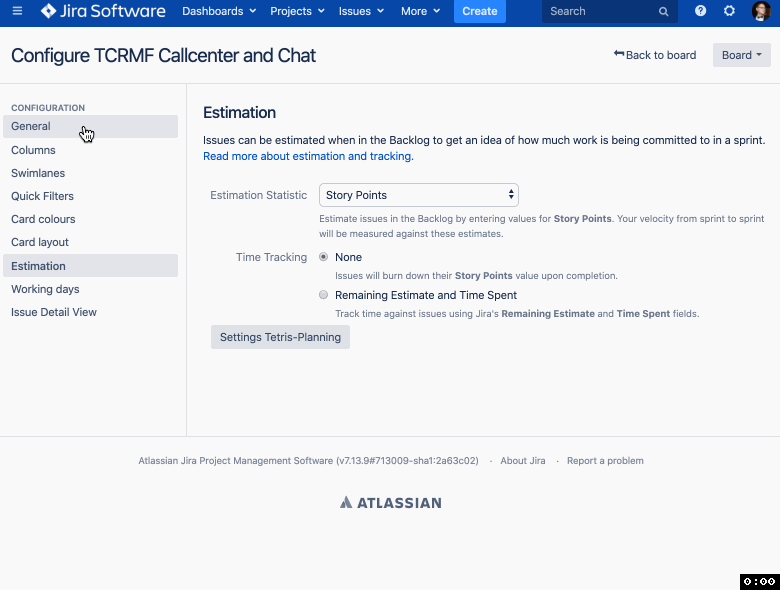 Jira Software Dashboards Projects Issues More Create Search
Configure TCRMF Callcenter and Chat
Back to board
Board
CONFIGURATION
General
Columns
Swimlanes
Quick Filters
Card colours
Card layout
Estimation
Working days
Issue Detail View
Estimation
Issues can be estimated when in the Backlog to get an idea of how much work is being committed to in a sprint.
Read more about estimation and tracking.
Estimation Statistic Story Points
Estimate issues in the Backlog by entering values for Story Points. Your velocity from sprint to sprint
will be measured against these estimates.
Time Tracking None
Issues will burn down their Story Points value upon completion.
Remaining Estimate and Time Spent
Track time against issues using Jira's Remaining Estimate and Time Spent fields.
Settings Tetris-Planning
Atlassian Jira Project Management Software (v7.13.9#713009-sha1:2a63c02) · About Jira · Report a problem
ATLASSIAN
0:00